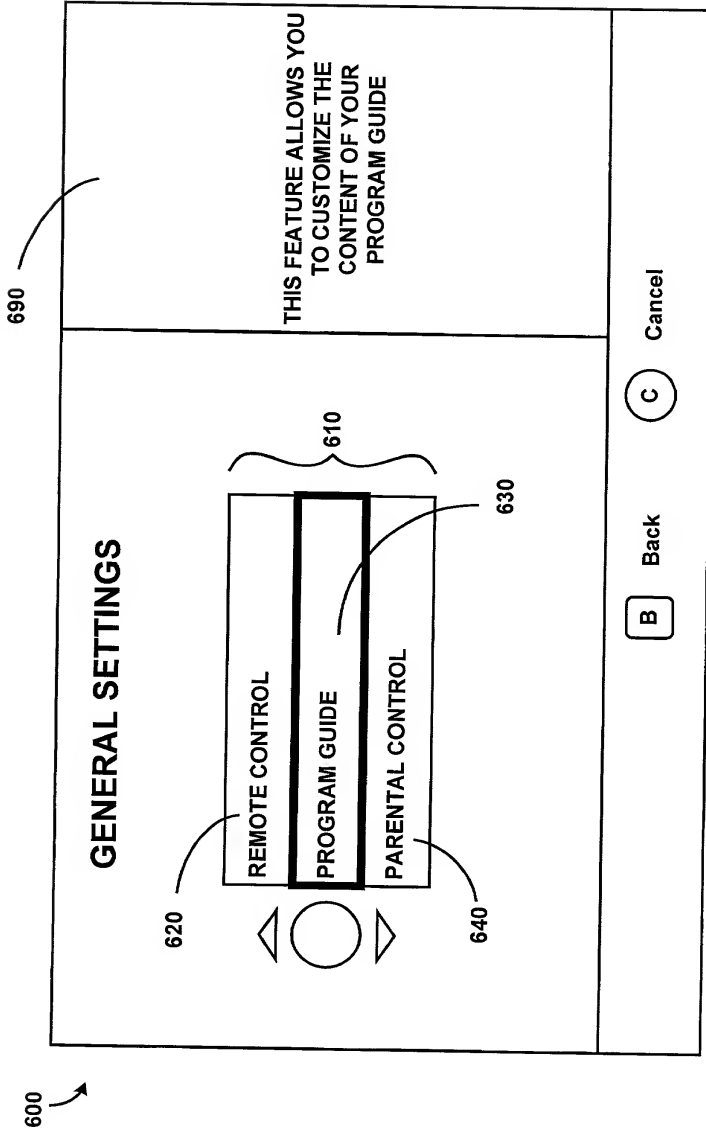 600
690
GENERAL SETTINGS
THIS FEATURE ALLOWS YOU
TO CUSTOMIZE THE
CONTENT OF YOUR
PROGRAM GUIDE
620
REMOTE CONTROL
610
PROGRAM GUIDE
PARENTAL CONTROL
640
630
B Back C Cancel